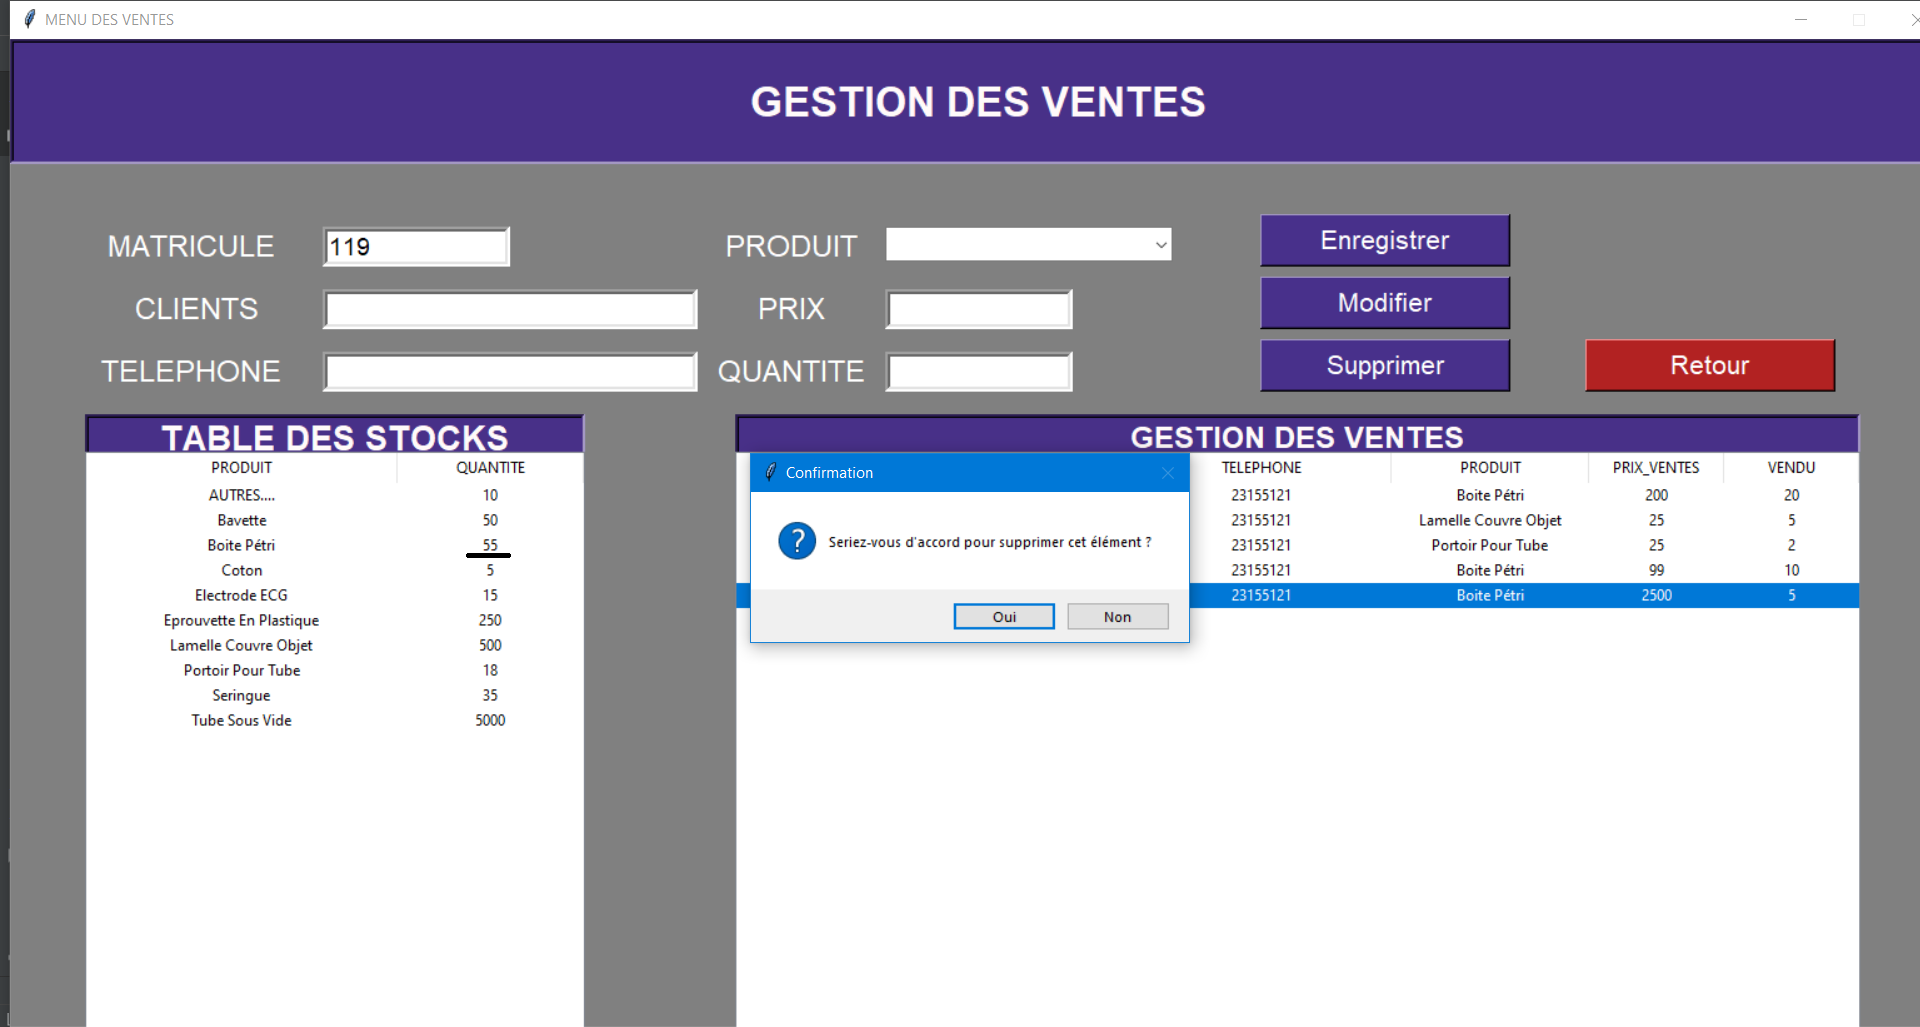 MENU DES VENTES
GESTION DES VENTES
MATRICULE 119 PRODUIT Enregistrer
CLIENTS PRIX Modifier
TELEPHONE QUANTITE Supprimer Retour
TABLE DES STOCKS
PRODUIT QUANTITE
AUTRES.... 10
Bavette 50
Boite Pétri 55
Coton 5
Electrode ECG 15
Eprouvette En Plastique 250
Lamelle Couvre Objet 500
Portoir Pour Tube 18
Seringue 35
Tube Sous Vide 5000
GESTION DES VENTES
TELEPHONE PRODUIT PRIX_VENTES VENDU
23155121 Boite Pétri 200 20
23155121 Lamelle Couvre Objet 25 5
23155121 Portoir Pour Tube 25 2
23155121 Boite Pétri 99 10
23155121 Boite Pétri 2500 5
Confirmation
Seriez-vous d'accord pour supprimer cet élément ?
Oui Non